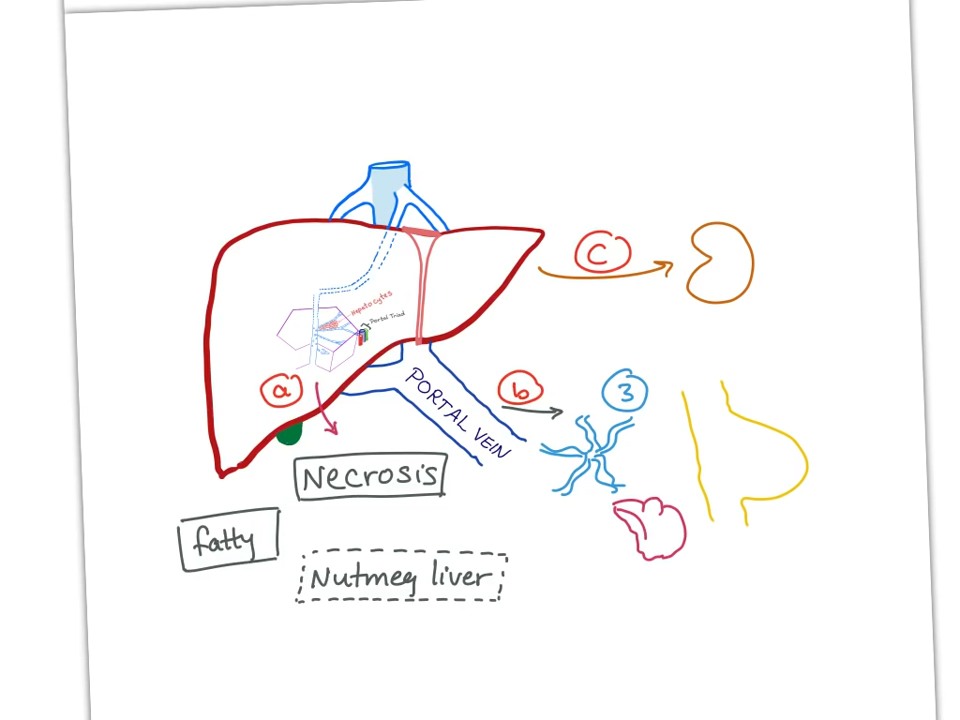 Hepatocytes
Portal Triad
C
a
b
3
PORTAL VEIN
Necrosis
fatty
Nutmeg liver